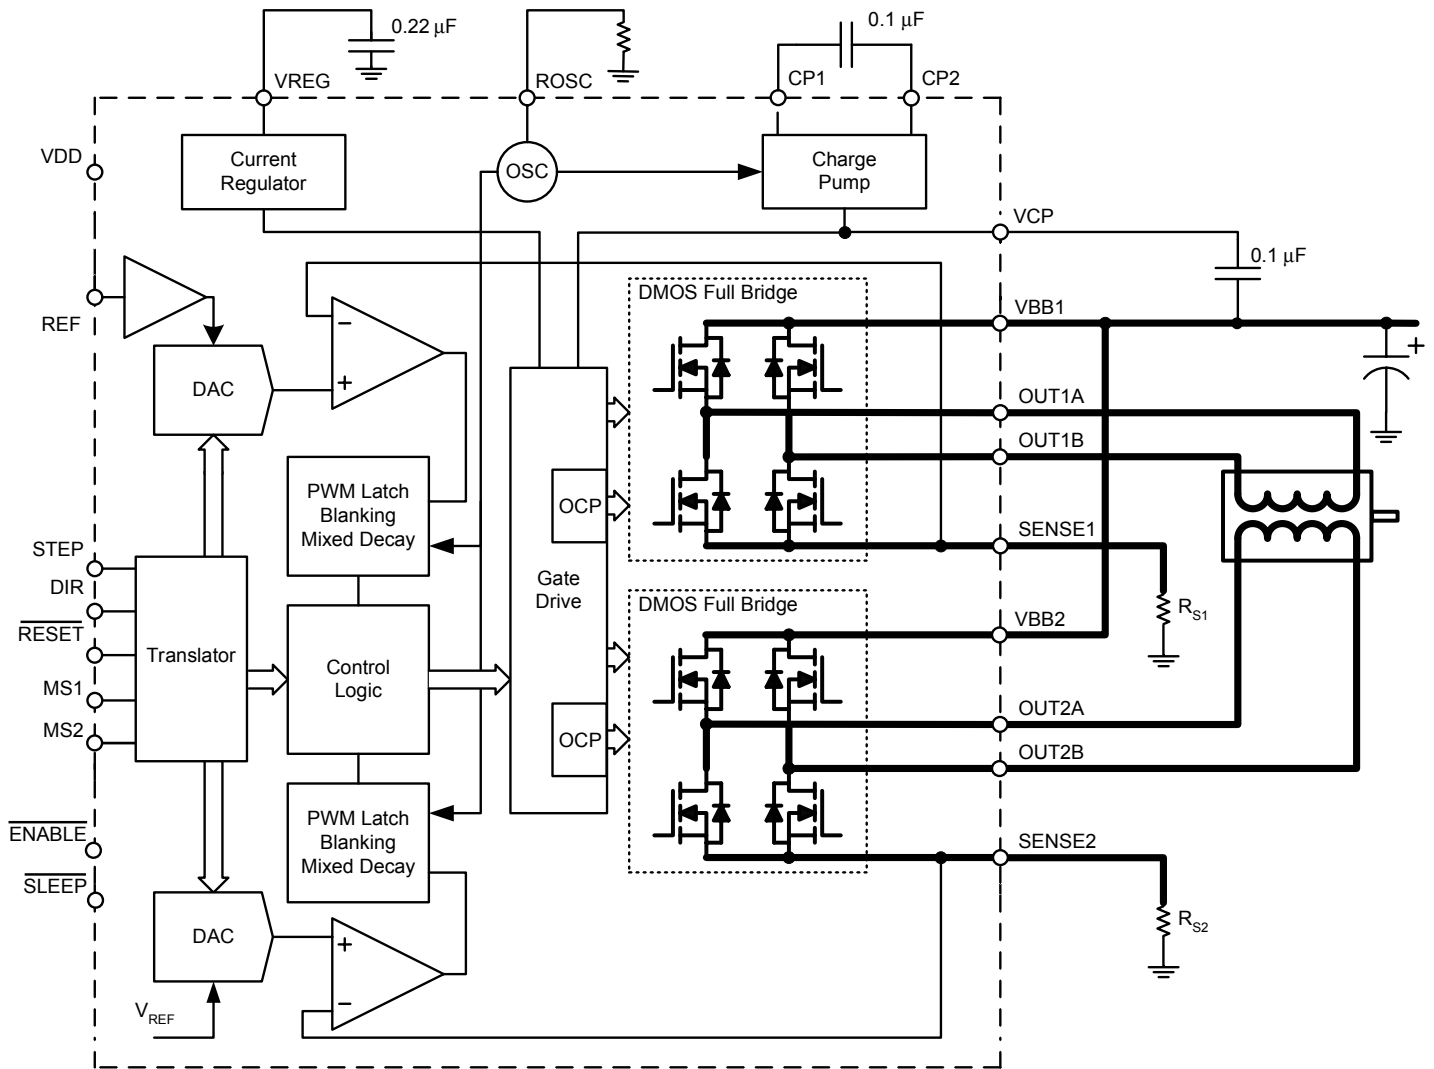 0.22 µF
0.1 µF
VREG
ROSC
CP1
CP2
VDD
Current
Regulator
OSC
Charge
Pump
VCP
0.1 µF
REF
DMOS Full Bridge
VBB1
−
+
+
DAC
OUT1A
OUT1B
PWM Latch
Blanking
Mixed Decay
OCP
SENSE1
STEP
DIR
RESET
MS1
MS2
Translator
Control
Logic
Gate
Drive
DMOS Full Bridge
RS1
VBB2
OUT2A
OCP
OUT2B
PWM Latch
Blanking
Mixed Decay
ENABLE
SLEEP
SENSE2
DAC
+
−
RS2
VREF